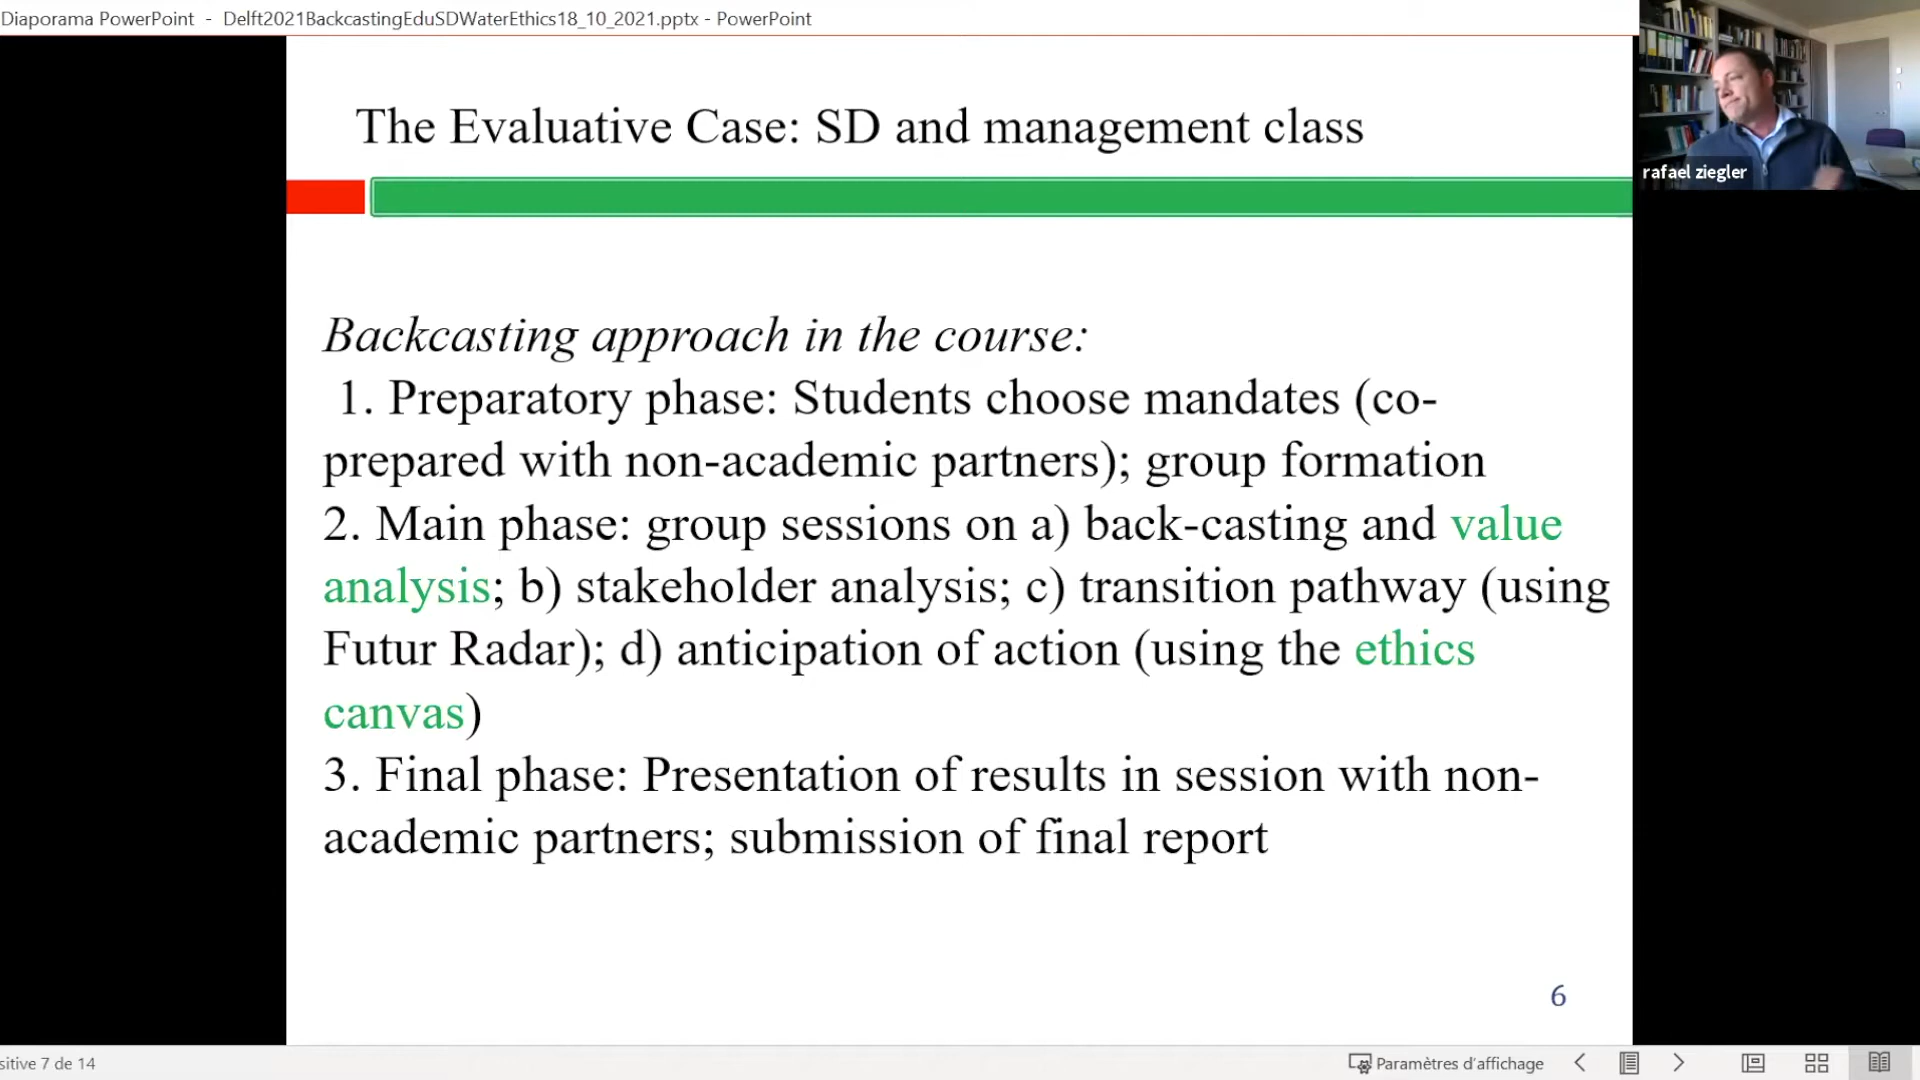 Diaporama PowerPoint - Delft2021BackcastingEduSDWaterEthics18_10_2021.pptx - PowerPoint
rafael ziegler
The Evaluative Case: SD and management class
Backcasting approach in the course:
1. Preparatory phase: Students choose mandates (co-
prepared with non-academic partners); group formation
2. Main phase: group sessions on a) back-casting and value
analysis; b) stakeholder analysis; c) transition pathway (using
Futur Radar); d) anticipation of action (using the ethics
canvas)
3. Final phase: Presentation of results in session with non-
academic partners; submission of final report
6
sitive 7 de 14
Paramètres d'affichage